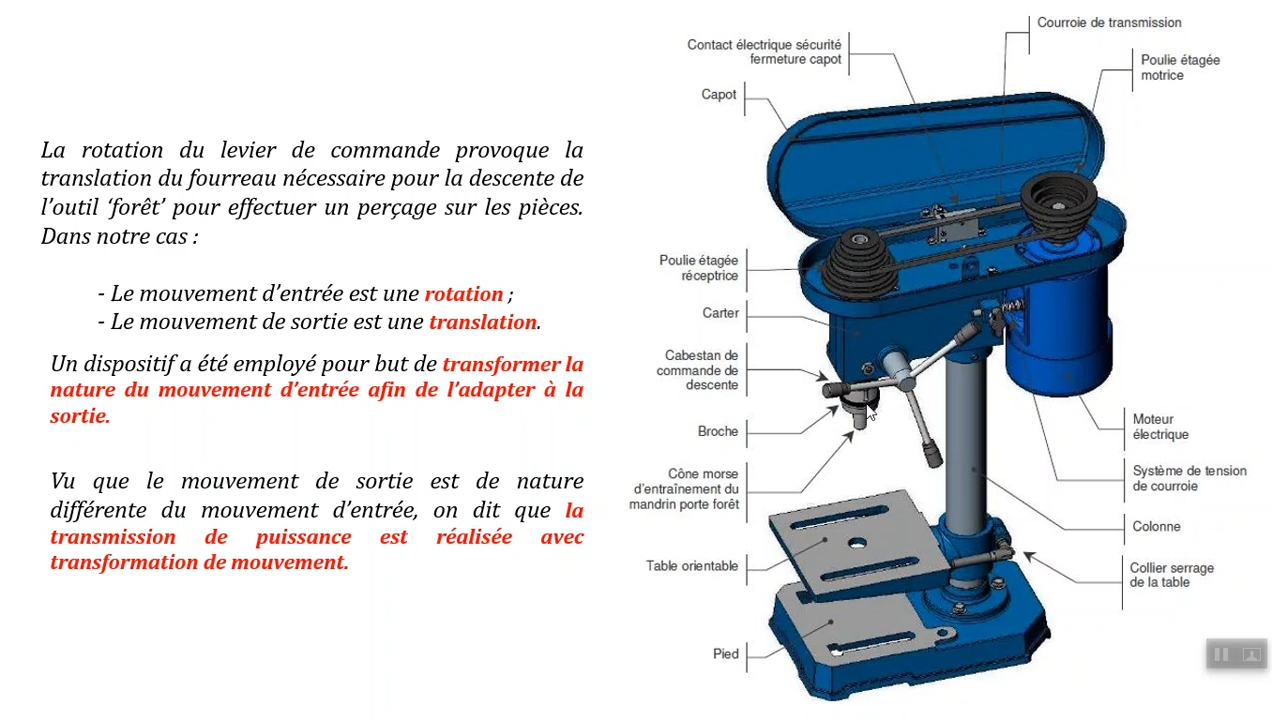 La rotation du levier de commande provoque la
translation du fourreau nécessaire pour la descente de
l’outil ‘forêt’ pour effectuer un perçage sur les pièces.
Dans notre cas :
- Le mouvement d’entrée est une rotation ;
- Le mouvement de sortie est une translation.
Un dispositif a été employé pour but de transformer la
nature du mouvement d’entrée afin de l’adapter à la
sortie.
Vu que le mouvement de sortie est de nature
différente du mouvement d’entrée, on dit que la
transmission de puissance est réalisée avec
transformation de mouvement.
Courroie de transmission
Contact électrique sécurité
fermeture capot
Poulie étagée
motrice
Capot
Poulie étagée
réceptrice
Carter
Cabestan de
commande de
descente
Broche
Cône morse
d’entraînement du
mandrin porte forêt
Table orientable
Pied
Moteur
électrique
Système de tension
de courroie
Colonne
Collier serrage
de la table